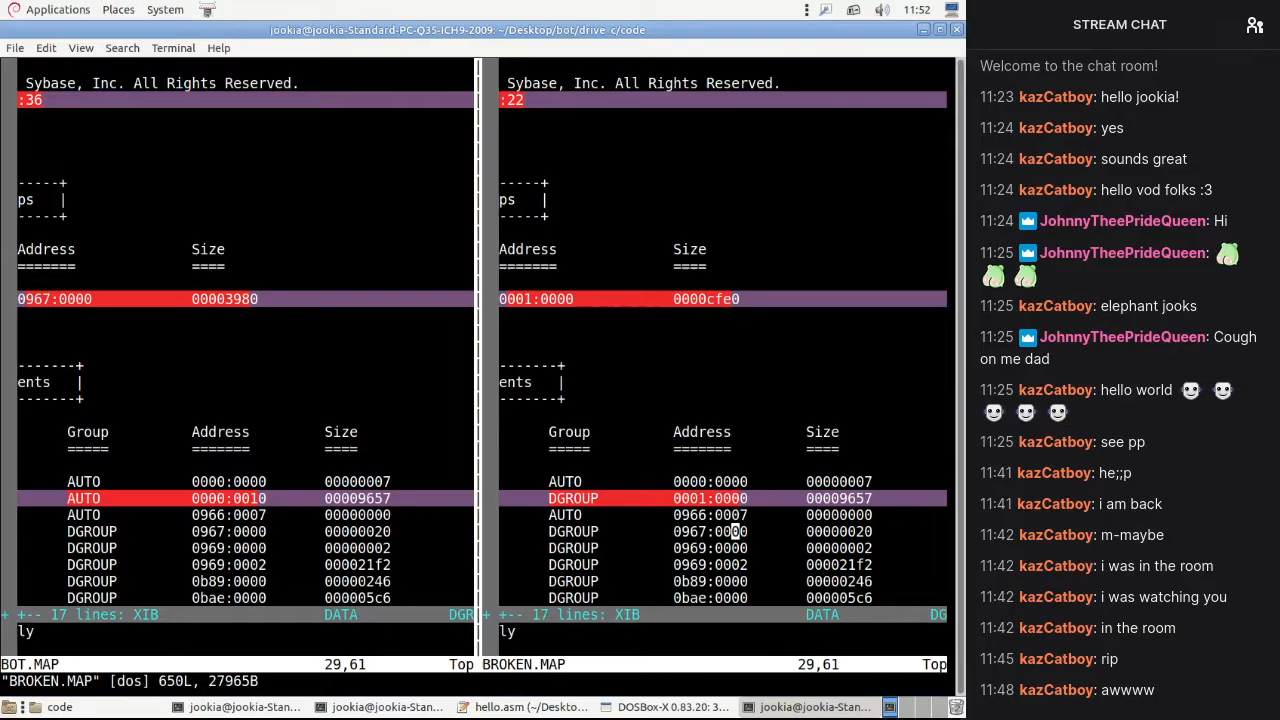 Applications Places System 11:52
jookia@jookia-Standard-PC-Q35-ICH9-2009: ~/Desktop/bot/drive_c/code
File Edit View Search Terminal Help
Sybase, Inc. All Rights Reserved.
:36
-----+
ps |
-----+
Address Size
======= ====
0967:0000 00003980
-------+
ents |
-------+
Group Address Size
===== ======= ====
AUTO 0000:0000 00000007
AUTO 0000:0010 00009657
AUTO 0966:0007 00000000
DGROUP 0967:0000 00000020
DGROUP 0969:0000 00000002
DGROUP 0969:0002 000021f2
DGROUP 0b89:0000 00000246
DGROUP 0bae:0000 000005c6
+ +-- 17 lines: XIB DATA DGR
ly
BOT.MAP 29,61 Top
Sybase, Inc. All Rights Reserved.
:22
-----+
ps |
-----+
Address Size
======= ====
0001:0000 0000cfe0
-------+
ents |
-------+
Group Address Size
===== ======= ====
AUTO 0000:0000 00000007
DGROUP 0001:0000 00009657
AUTO 0966:0007 00000000
DGROUP 0967:0000 00000020
DGROUP 0969:0000 00000002
DGROUP 0969:0002 000021f2
DGROUP 0b89:0000 00000246
DGROUP 0bae:0000 000005c6
+ +-- 17 lines: XIB DATA DG
ly
BROKEN.MAP 29,61 Top
"BROKEN.MAP" [dos] 650L, 27965B
code jookia@jookia-Stan... jookia@jookia-Stan... hello.asm (~/Deskto... DOSBox-X 0.83.20: 3... jookia@jookia-Stan...
STREAM CHAT
Welcome to the chat room!
11:23 kazCatboy: hello jookia!
11:24 kazCatboy: yes
11:24 kazCatboy: sounds great
11:24 kazCatboy: hello vod folks :3
11:24 JohnnyTheePrideQueen: Hi
11:25 JohnnyTheePrideQueen:
11:25 kazCatboy: elephant jooks
11:25 JohnnyTheePrideQueen: Cough
on me dad
11:25 kazCatboy: hello world
11:25 kazCatboy: see pp
11:41 kazCatboy: he;;p
11:41 kazCatboy: i am back
11:42 kazCatboy: m-maybe
11:42 kazCatboy: i was in the room
11:42 kazCatboy: i was watching you
11:42 kazCatboy: in the room
11:45 kazCatboy: rip
11:48 kazCatboy: awwww